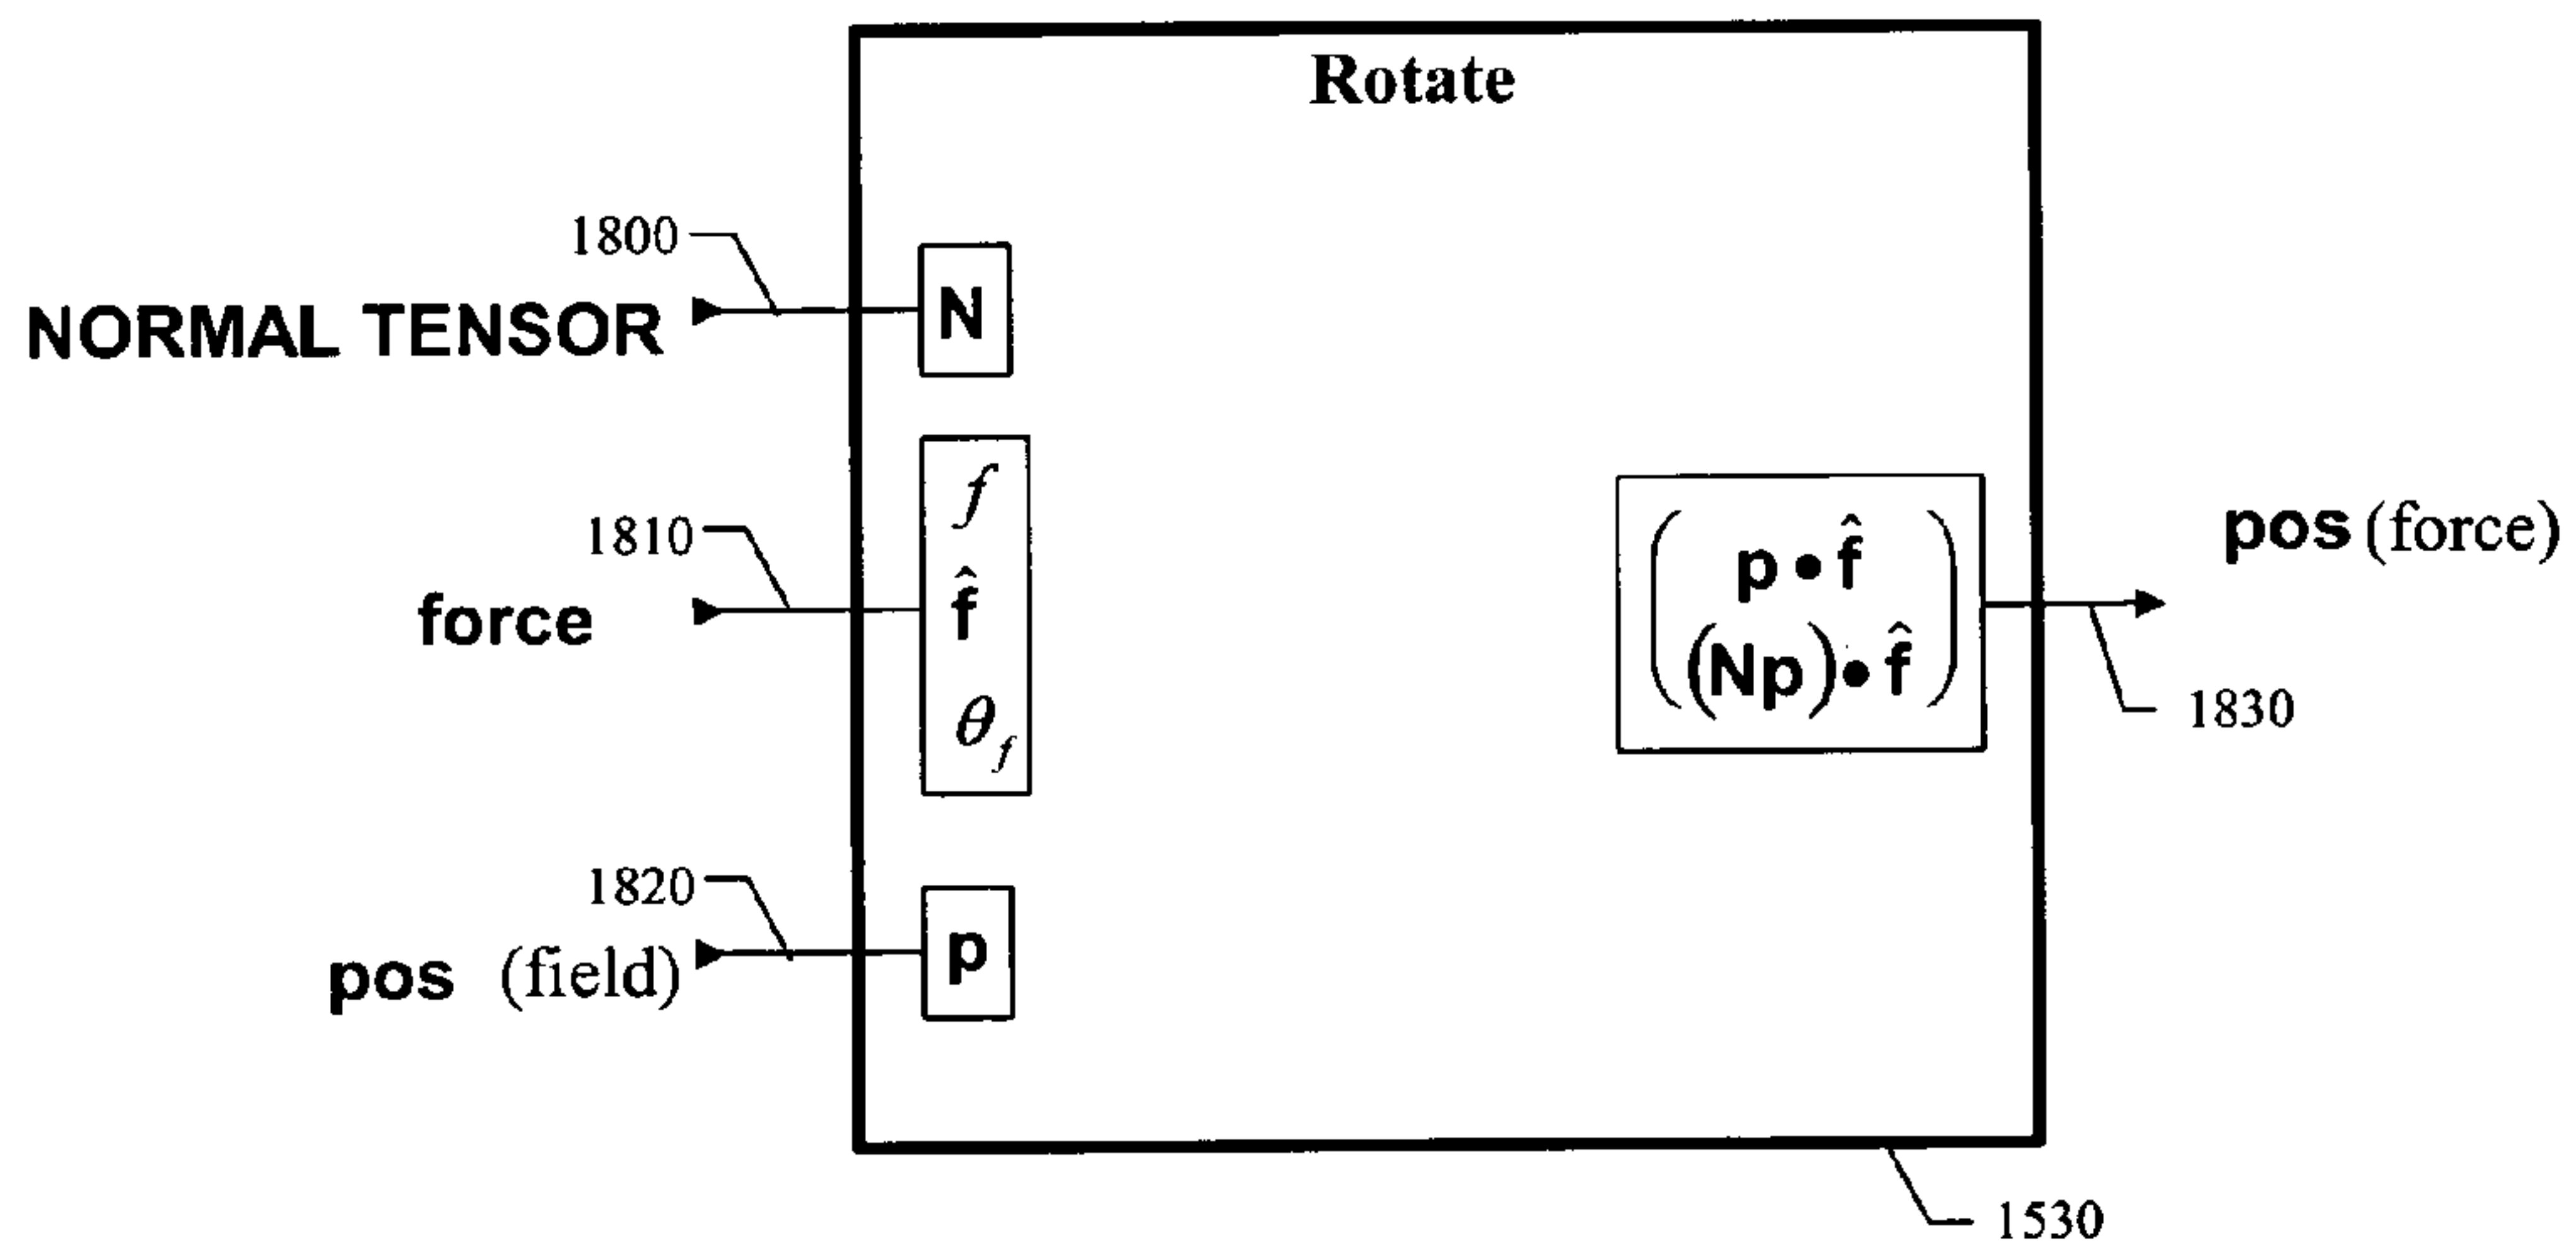 Rotate
1800
NORMAL TENSOR
N
f
1810
force
f̂
θ_f
p • f̂
(Np) • f̂
pos (force)
1830
1820
pos (field)
p
1530